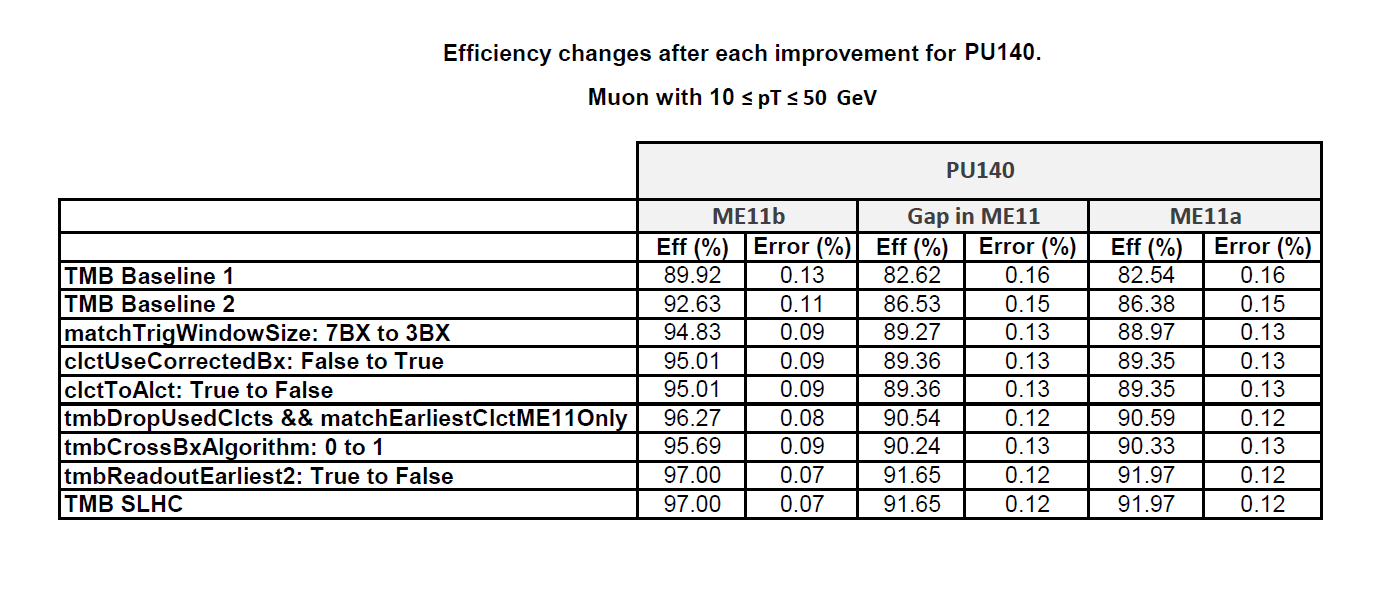 Efficiency changes after each improvement for PU140.
Muon with 10 ≤ pT ≤ 50 GeV
PU140
ME11b Gap in ME11 ME11a
Eff (%) Error (%) Eff (%) Error (%) Eff (%) Error (%)
TMB Baseline 1 89.92 0.13 82.62 0.16 82.54 0.16
TMB Baseline 2 92.63 0.11 86.53 0.15 86.38 0.15
matchTrigWindowSize: 7BX to 3BX 94.83 0.09 89.27 0.13 88.97 0.13
clctUseCorrectedBx: False to True 95.01 0.09 89.36 0.13 89.35 0.13
clctToAlct: True to False 95.01 0.09 89.36 0.13 89.35 0.13
tmbDropUsedClcts && matchEarliestClctME11Only 96.27 0.08 90.54 0.12 90.59 0.12
tmbCrossBxAlgorithm: 0 to 1 95.69 0.09 90.24 0.13 90.33 0.13
tmbReadoutEarliest2: True to False 97.00 0.07 91.65 0.12 91.97 0.12
TMB SLHC 97.00 0.07 91.65 0.12 91.97 0.12